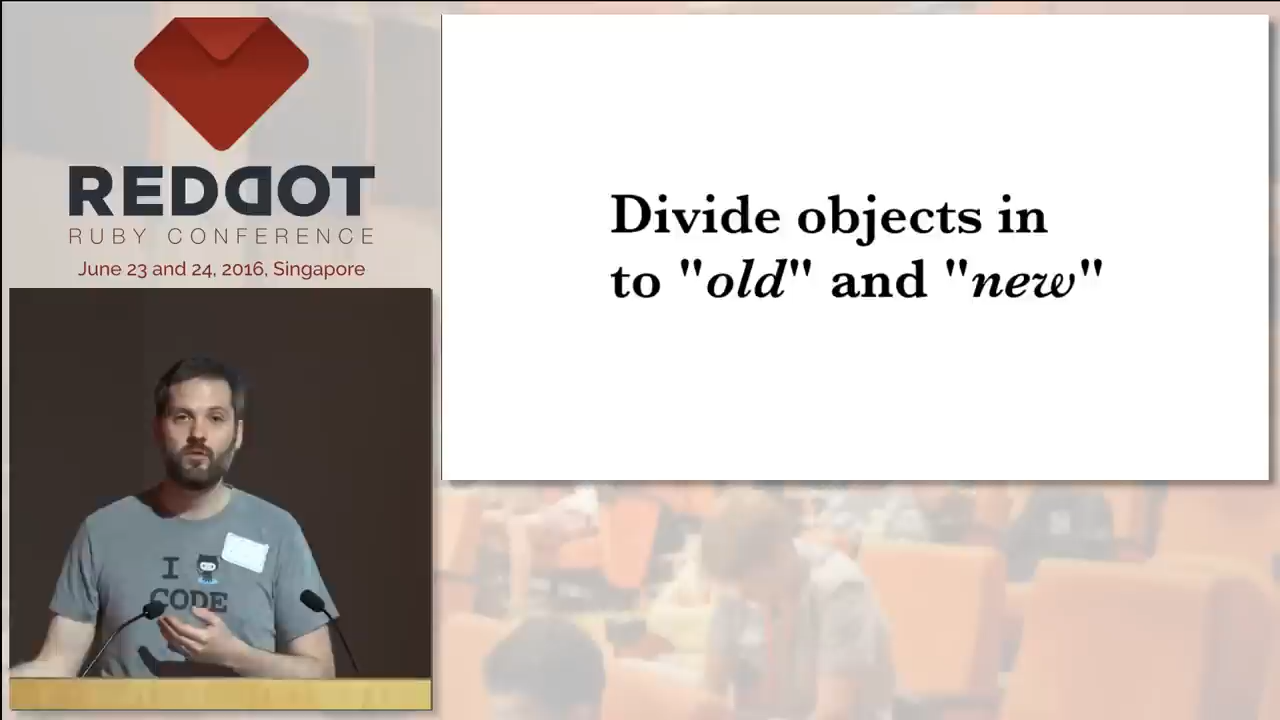 REDDOT
RUBY CONFERENCE
June 23 and 24, 2016, Singapore
Divide objects in
to "old" and "new"
I
CODE